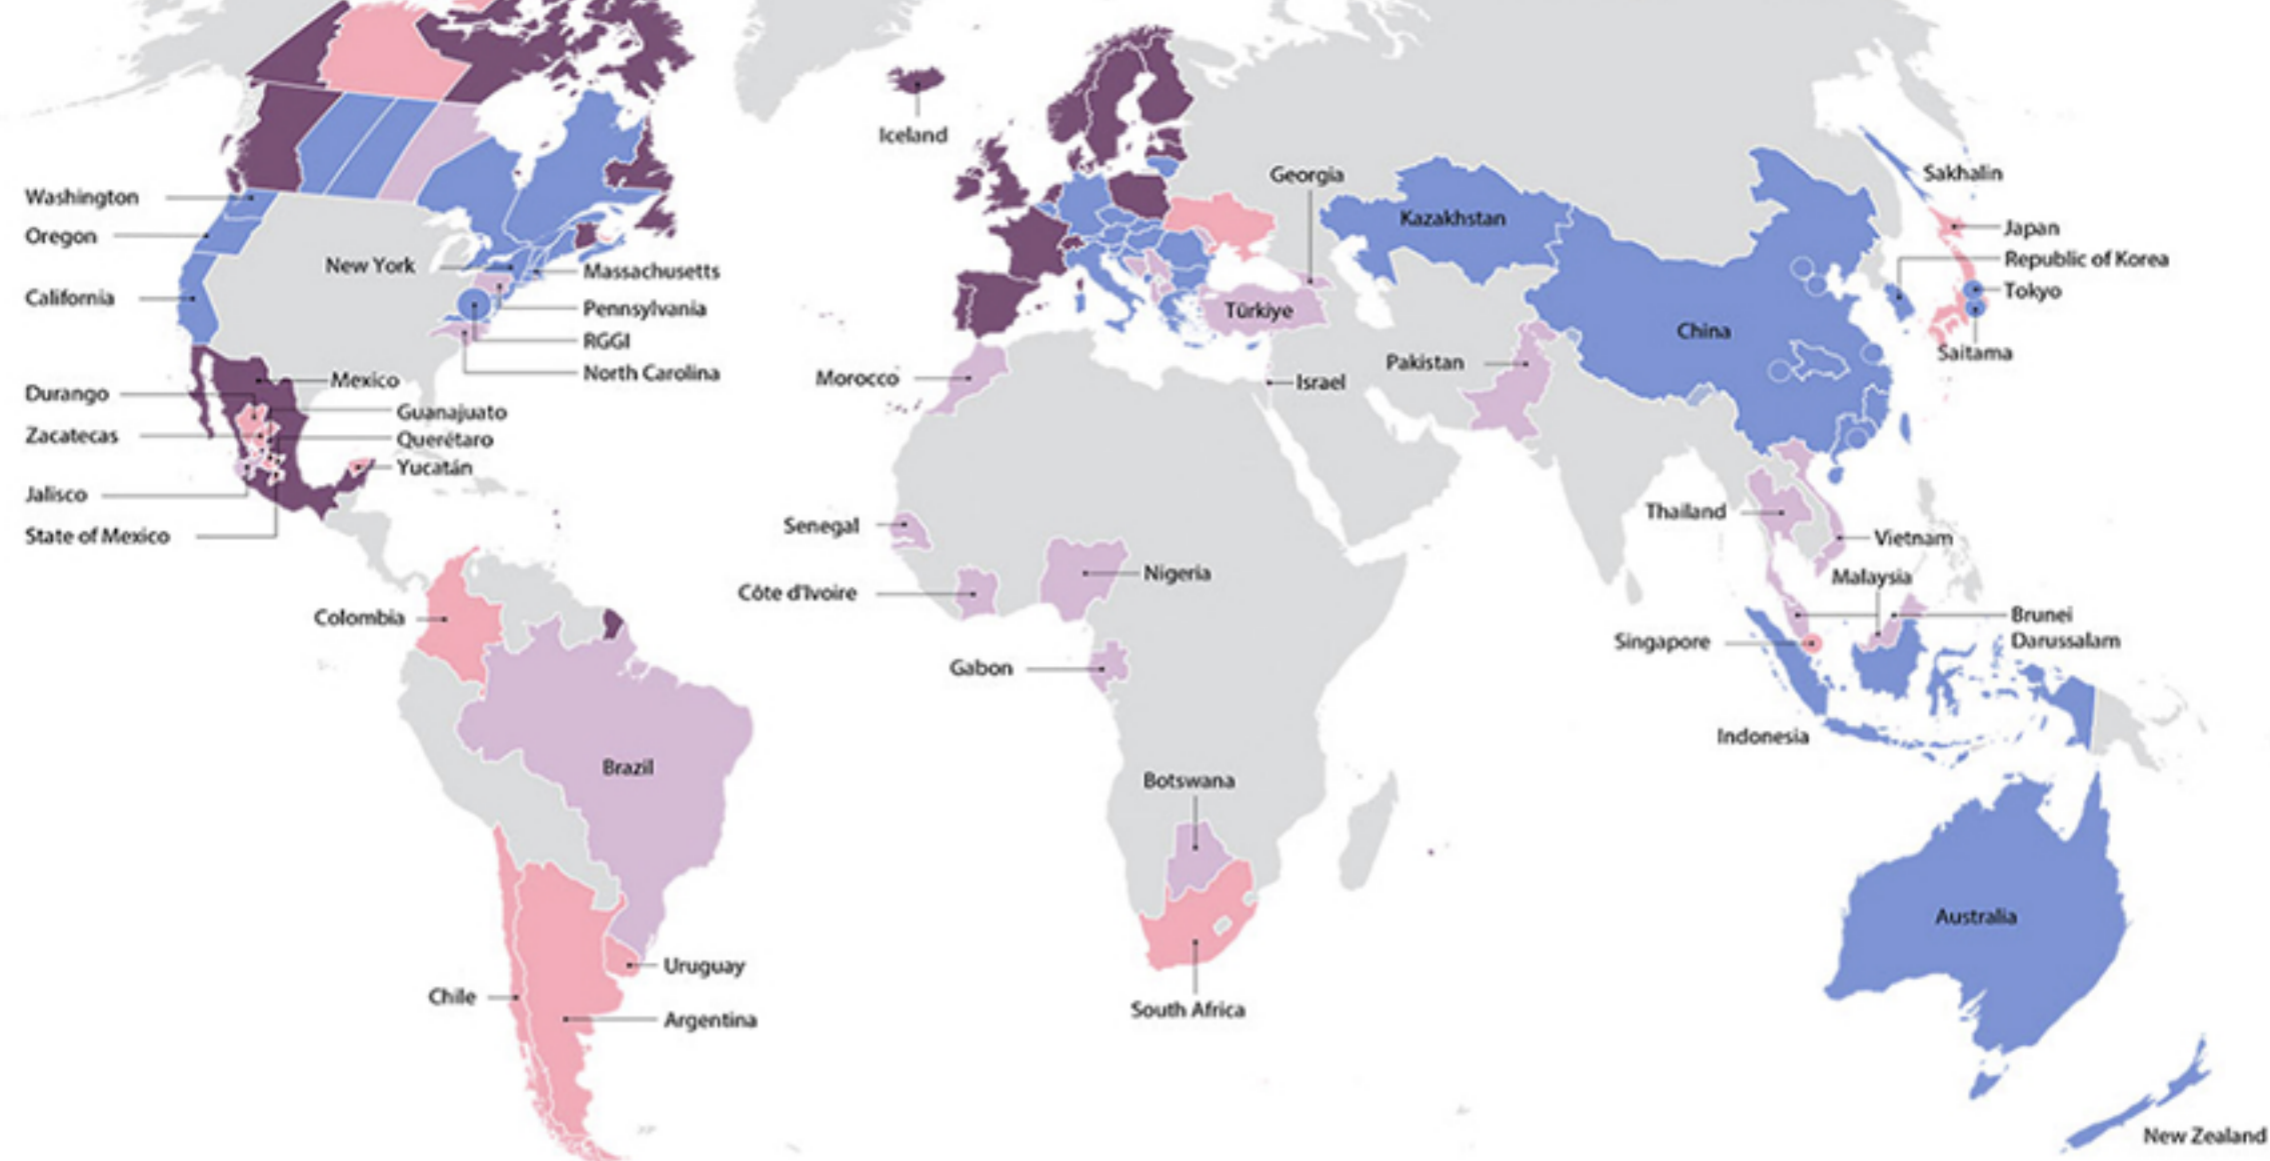 Iceland
Washington
Oregon
California
New York
Massachusetts
Pennsylvania
RGGI
North Carolina
Durango
Zacatecas
Jalisco
State of Mexico
Mexico
Guanajuato
Querétaro
Yucatán
Colombia
Brazil
Uruguay
Chile
Argentina
Georgia
Türkiye
Morocco
Israel
Senegal
Côte d'Ivoire
Nigeria
Gabon
Botswana
South Africa
Kazakhstan
Pakistan
China
Sakhalin
Japan
Republic of Korea
Tokyo
Saitama
Thailand
Vietnam
Malaysia
Singapore
Brunei
Darussalam
Indonesia
Australia
New Zealand